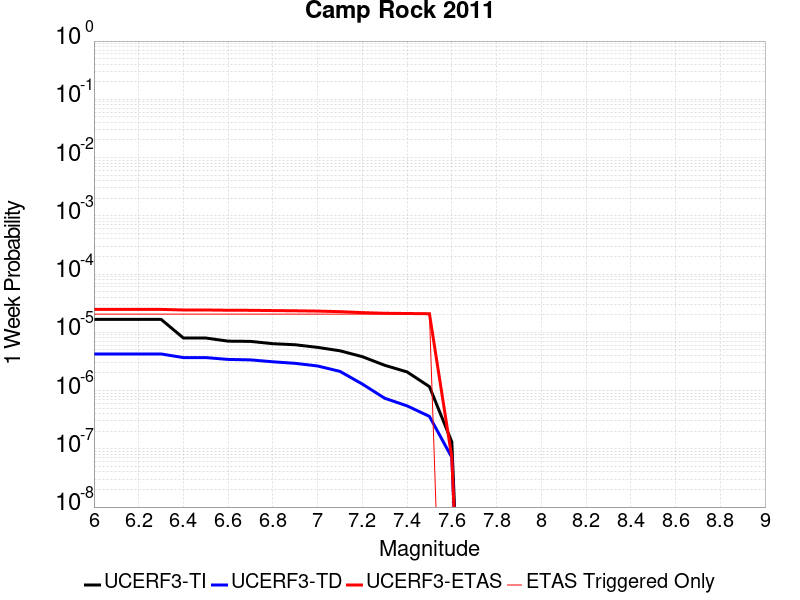 Camp Rock 2011
10^0
10^-1
10^-2
10^-3
10^-4
10^-5
10^-6
10^-7
10^-8
1 Week Probability
6 6.2 6.4 6.6 6.8 7 7.2 7.4 7.6 7.8 8 8.2 8.4 8.6 8.8 9
Magnitude
UCERF3-TI UCERF3-TD UCERF3-ETAS ETAS Triggered Only